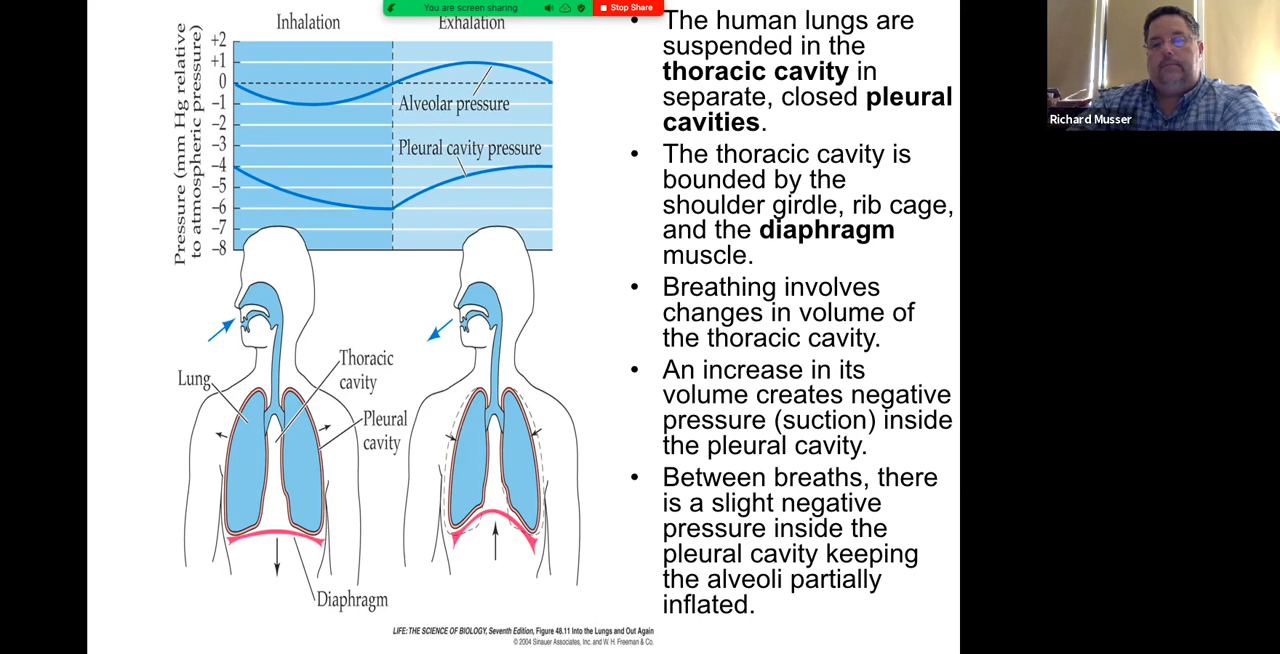 You are screen sharing
Stop Share
Inhalation
Exhalation
Pressure (mm Hg relative
to atmospheric pressure)
+2
+1
0
−1
−2
−3
−4
−5
−6
−7
−8
Alveolar pressure
Pleural cavity pressure
Lung
Thoracic
cavity
Pleural
cavity
Diaphragm
LIFE: THE SCIENCE OF BIOLOGY, Seventh Edition, Figure 48.11 Into the Lungs and Out Again
© 2004 Sinauer Associates, Inc. and W. H. Freeman & Co.
• The human lungs are
suspended in the
thoracic cavity in
separate, closed pleural
cavities.
• The thoracic cavity is
bounded by the
shoulder girdle, rib cage,
and the diaphragm
muscle.
• Breathing involves
changes in volume of
the thoracic cavity.
• An increase in its
volume creates negative
pressure (suction) inside
the pleural cavity.
• Between breaths, there
is a slight negative
pressure inside the
pleural cavity keeping
the alveoli partially
inflated.
Richard Musser